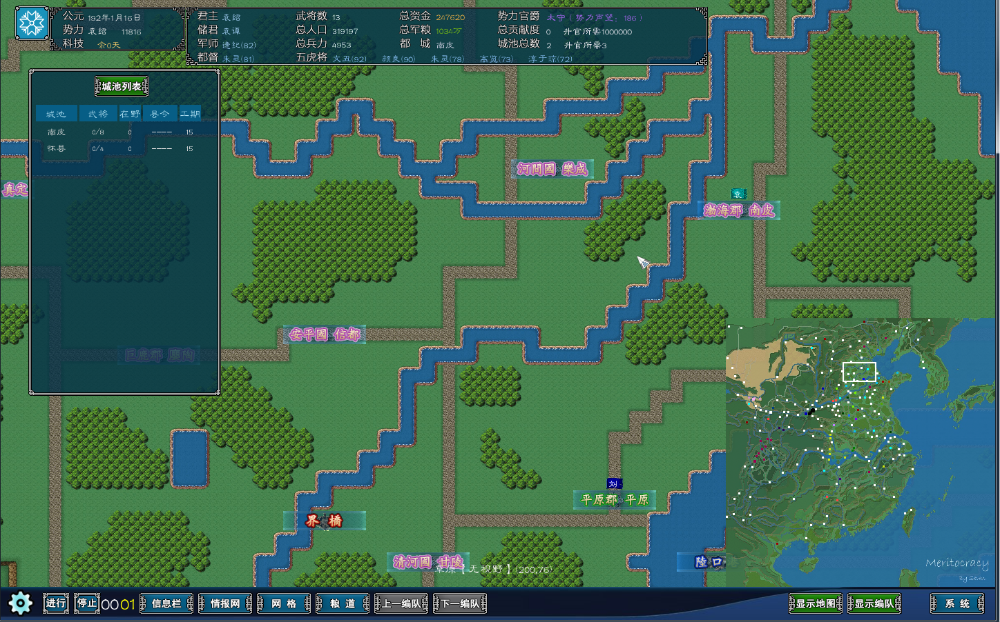 公元 192年1月16日
势力 袁绍 11816
科技 余0天
君主 袁绍 武将数 13 总资金 247620 势力官爵 太守（势力声望：186）
储君 袁谭 总人口 319197 总军粮 1034万 总贡献度 0 升官所需1000000
军师 逄纪(82) 总兵力 4953 都 城 南皮 城池总数 2 升官所需3
都督 朱灵(81) 五虎将 文丑(92) 颜良(90) 朱灵(78) 高览(73) 淳于琼(72)
城池列表
城池 武将 在野 县令 工期
南皮 0/8 0 ---- 15
怀县 0/4 0 ---- 15
河間國 樂成
真定
袁
渤海郡 南皮
安平國 信都
巨鹿郡 廮陶
刘
平原郡 平原
界 橋
清河國 甘陵
陸 口
草原【无视野】(200,76)
Meritocracy
By Seven
进行 停止 0001 信息栏 情报网 网 格 粮 道 上一编队 下一编队 显示地图 显示编队 系 统